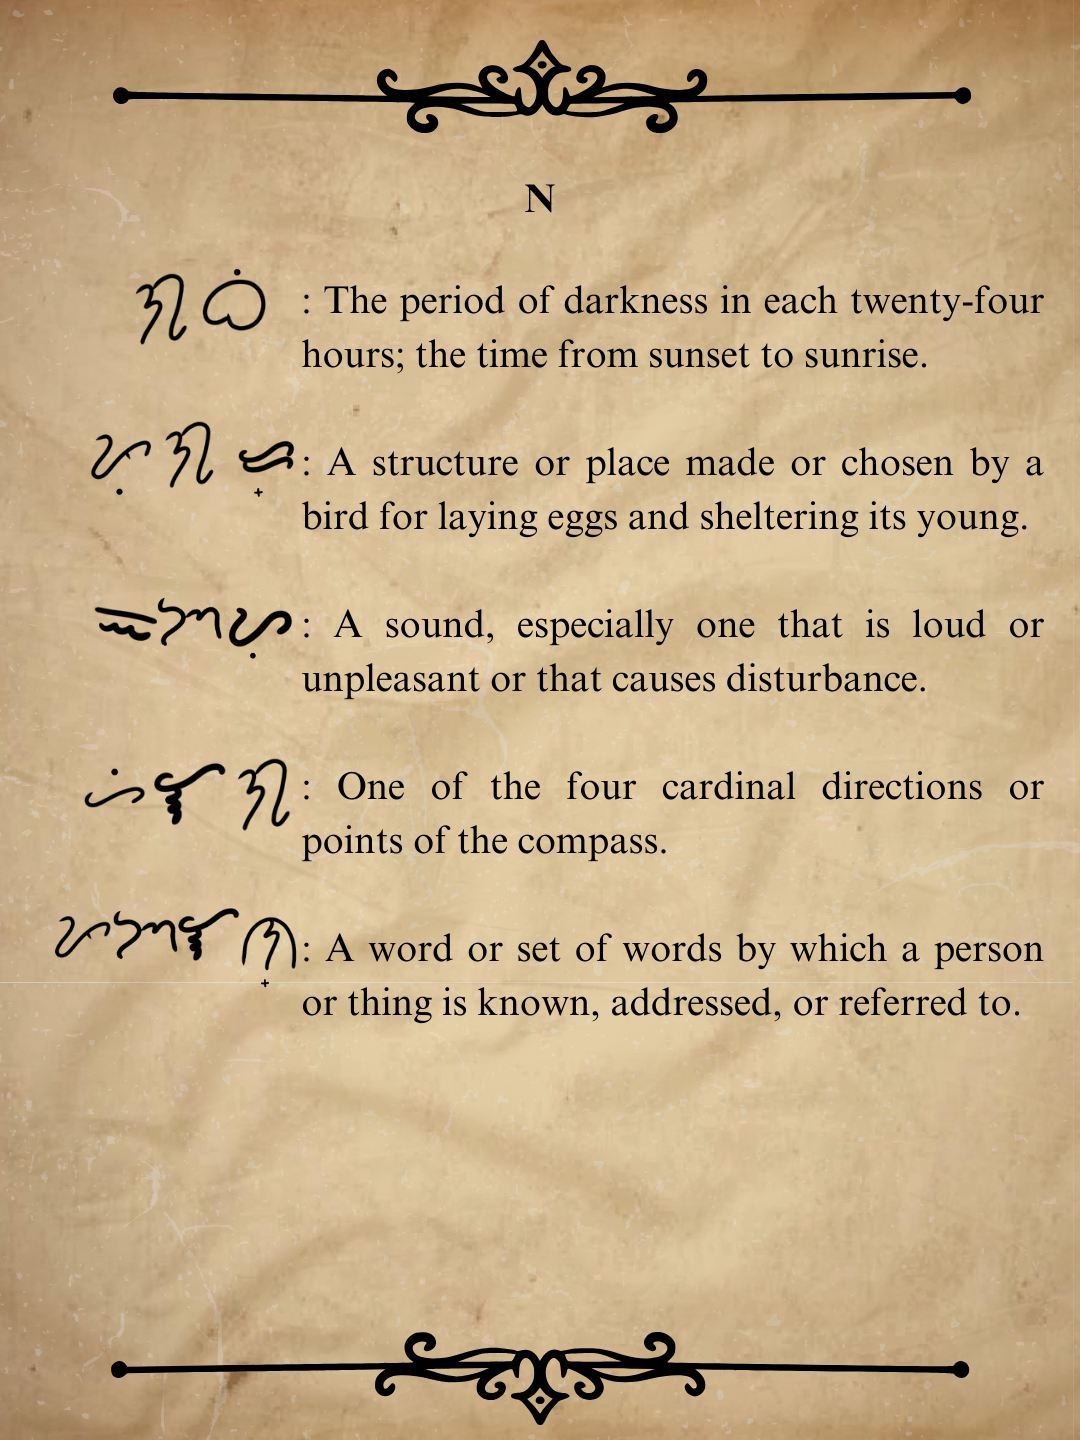 N
ᜄᜊᜒ : The period of darkness in each twenty-four
hours; the time from sunset to sunrise.
ᜉᜓᜄᜇ᜔ : A structure or place made or chosen by a
bird for laying eggs and sheltering its young.
ᜁᜅᜌᜓ : A sound, especially one that is loud or
unpleasant or that causes disturbance.
ᜑᜒᜎᜄ : One of the four cardinal directions or
points of the compass.
ᜉᜅᜎᜈ᜔ : A word or set of words by which a person
or thing is known, addressed, or referred to.